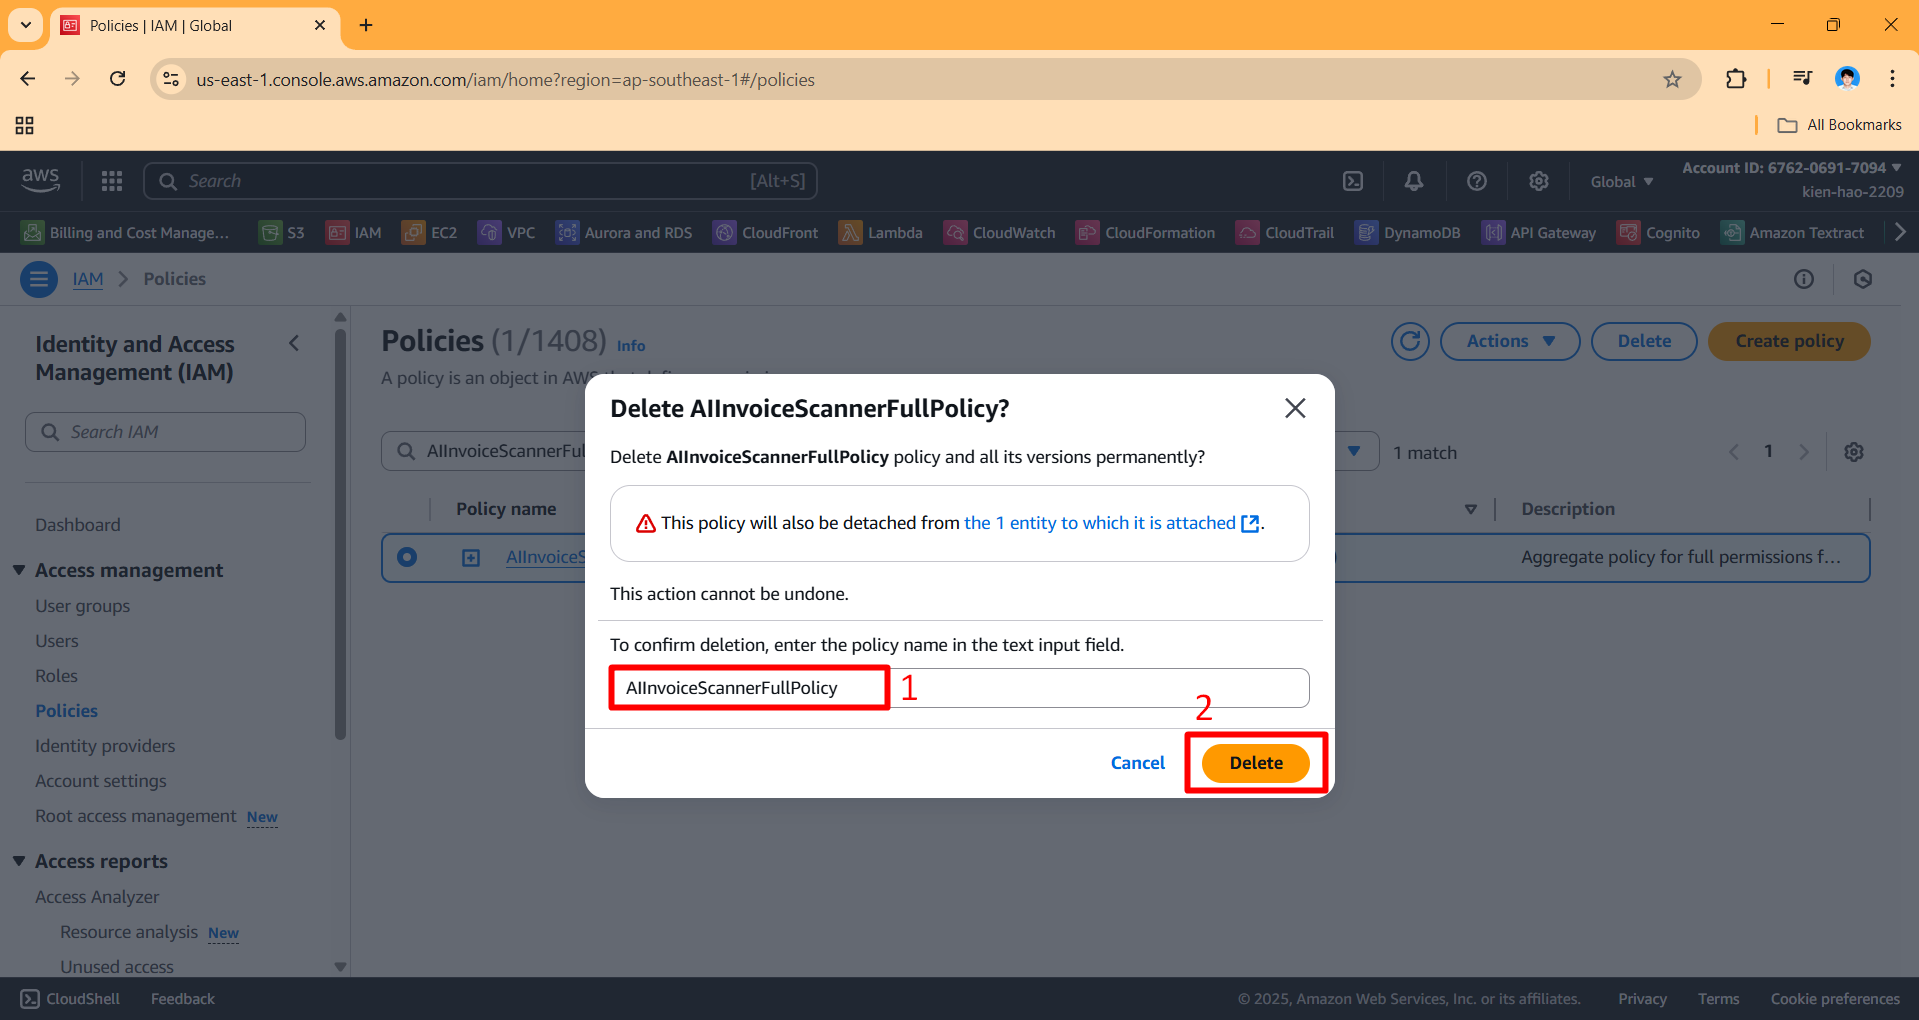 Policies | IAM | Global
us-east-1.console.aws.amazon.com/iam/home?region=ap-southeast-1#/policies
All Bookmarks
aws
Search
[Alt+S]
Global
Account ID: 6762-0691-7094
kien-hao-2209
Billing and Cost Manage...
S3
IAM
EC2
VPC
Aurora and RDS
CloudFront
Lambda
CloudWatch
CloudFormation
CloudTrail
DynamoDB
API Gateway
Cognito
Amazon Textract
IAM
Policies
Identity and Access
Management (IAM)
Search IAM
Dashboard
Access management
User groups
Users
Roles
Policies
Identity providers
Account settings
Root access management New
Access reports
Access Analyzer
Resource analysis New
Unused access
Policies (1/1408) Info
Actions
Delete
Create policy
A policy is an object in AWS
AIInvoiceScannerFul
1 match
1
Policy name
Description
AIInvoice
Aggregate policy for full permissions f...
Delete AIInvoiceScannerFullPolicy?
Delete AIInvoiceScannerFullPolicy policy and all its versions permanently?
This policy will also be detached from the 1 entity to which it is attached.
This action cannot be undone.
To confirm deletion, enter the policy name in the text input field.
AIInvoiceScannerFullPolicy
1
2
Cancel
Delete
CloudShell
Feedback
© 2025, Amazon Web Services, Inc. or its affiliates.
Privacy
Terms
Cookie preferences